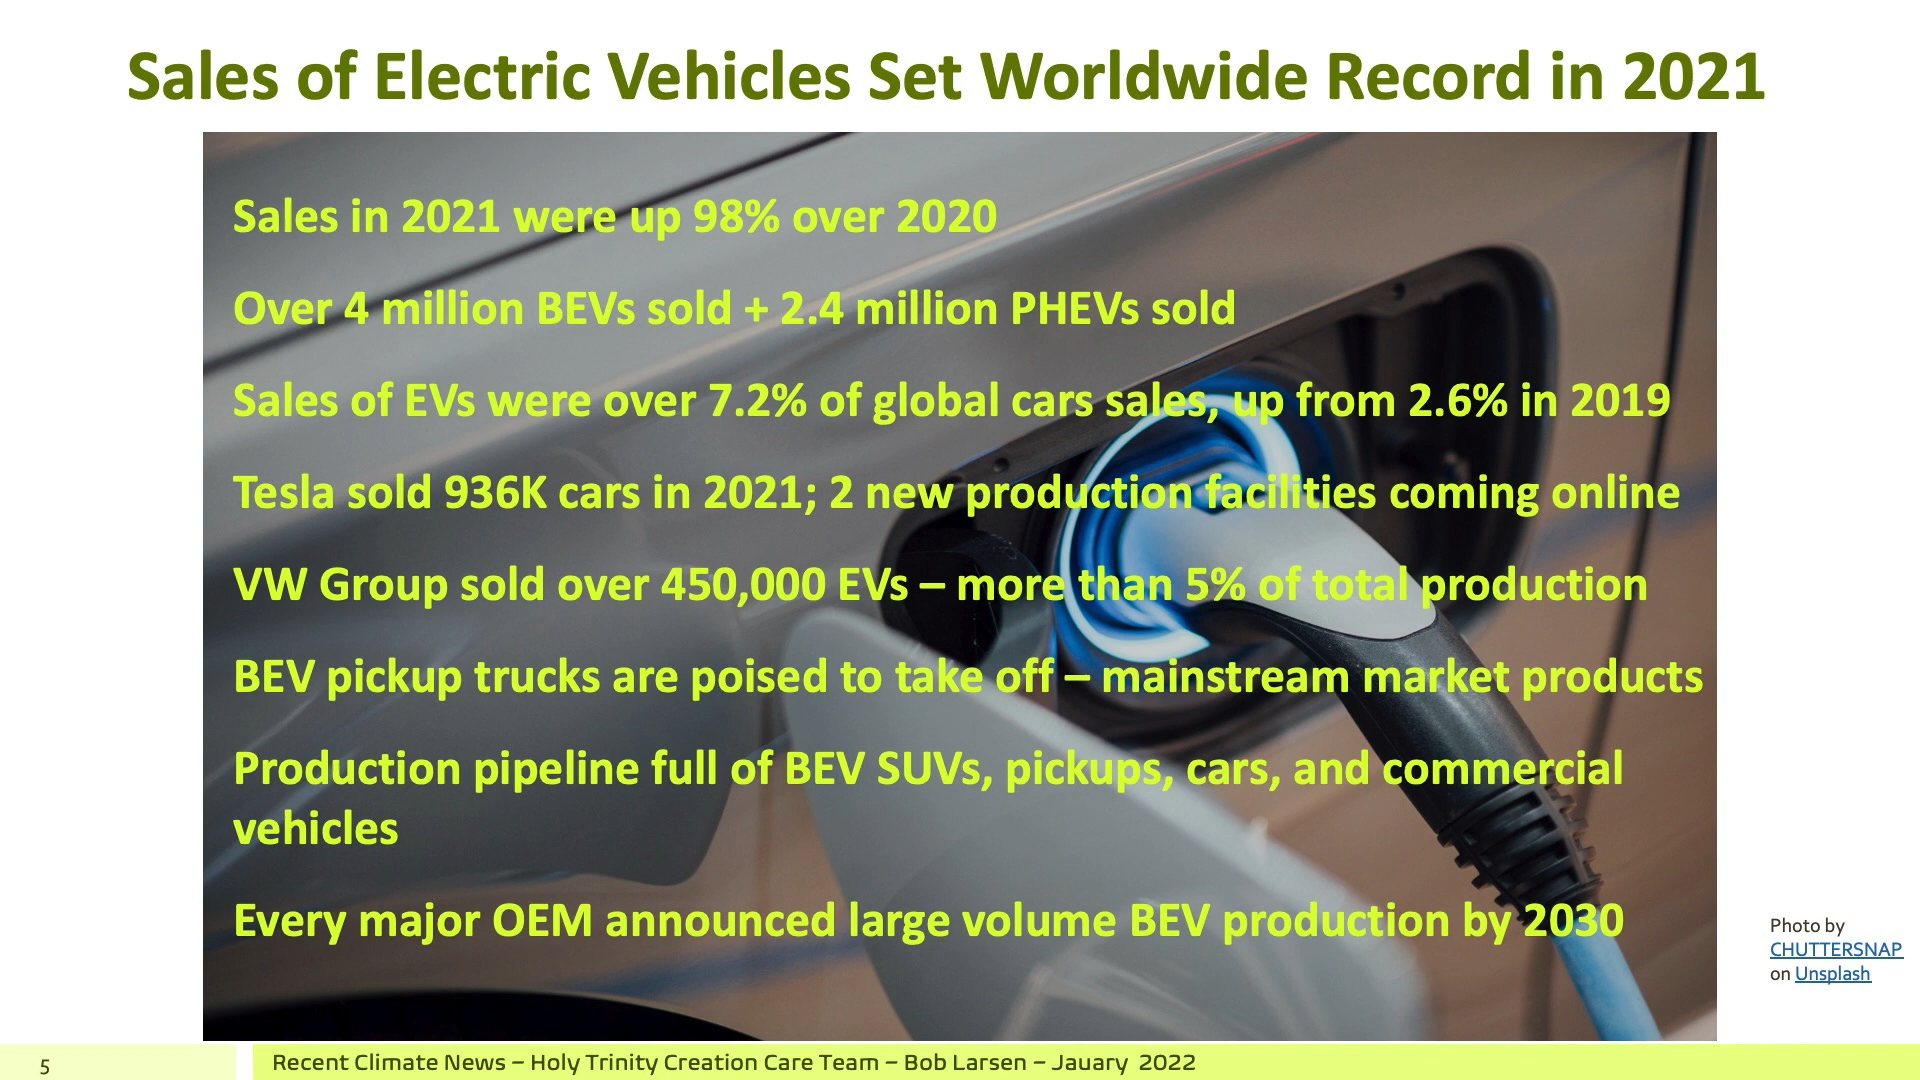 Sales of Electric Vehicles Set Worldwide Record in 2021
Sales in 2021 were up 98% over 2020
Over 4 million BEVs sold + 2.4 million PHEVs sold
Sales of EVs were over 7.2% of global cars sales, up from 2.6% in 2019
Tesla sold 936K cars in 2021; 2 new production facilities coming online
VW Group sold over 450,000 EVs – more than 5% of total production
BEV pickup trucks are poised to take off – mainstream market products
Production pipeline full of BEV SUVs, pickups, cars, and commercial
vehicles
Every major OEM announced large volume BEV production by 2030
Photo by
CHUTTERSNAP
on Unsplash
5
Recent Climate News – Holy Trinity Creation Care Team – Bob Larsen – Jauary 2022